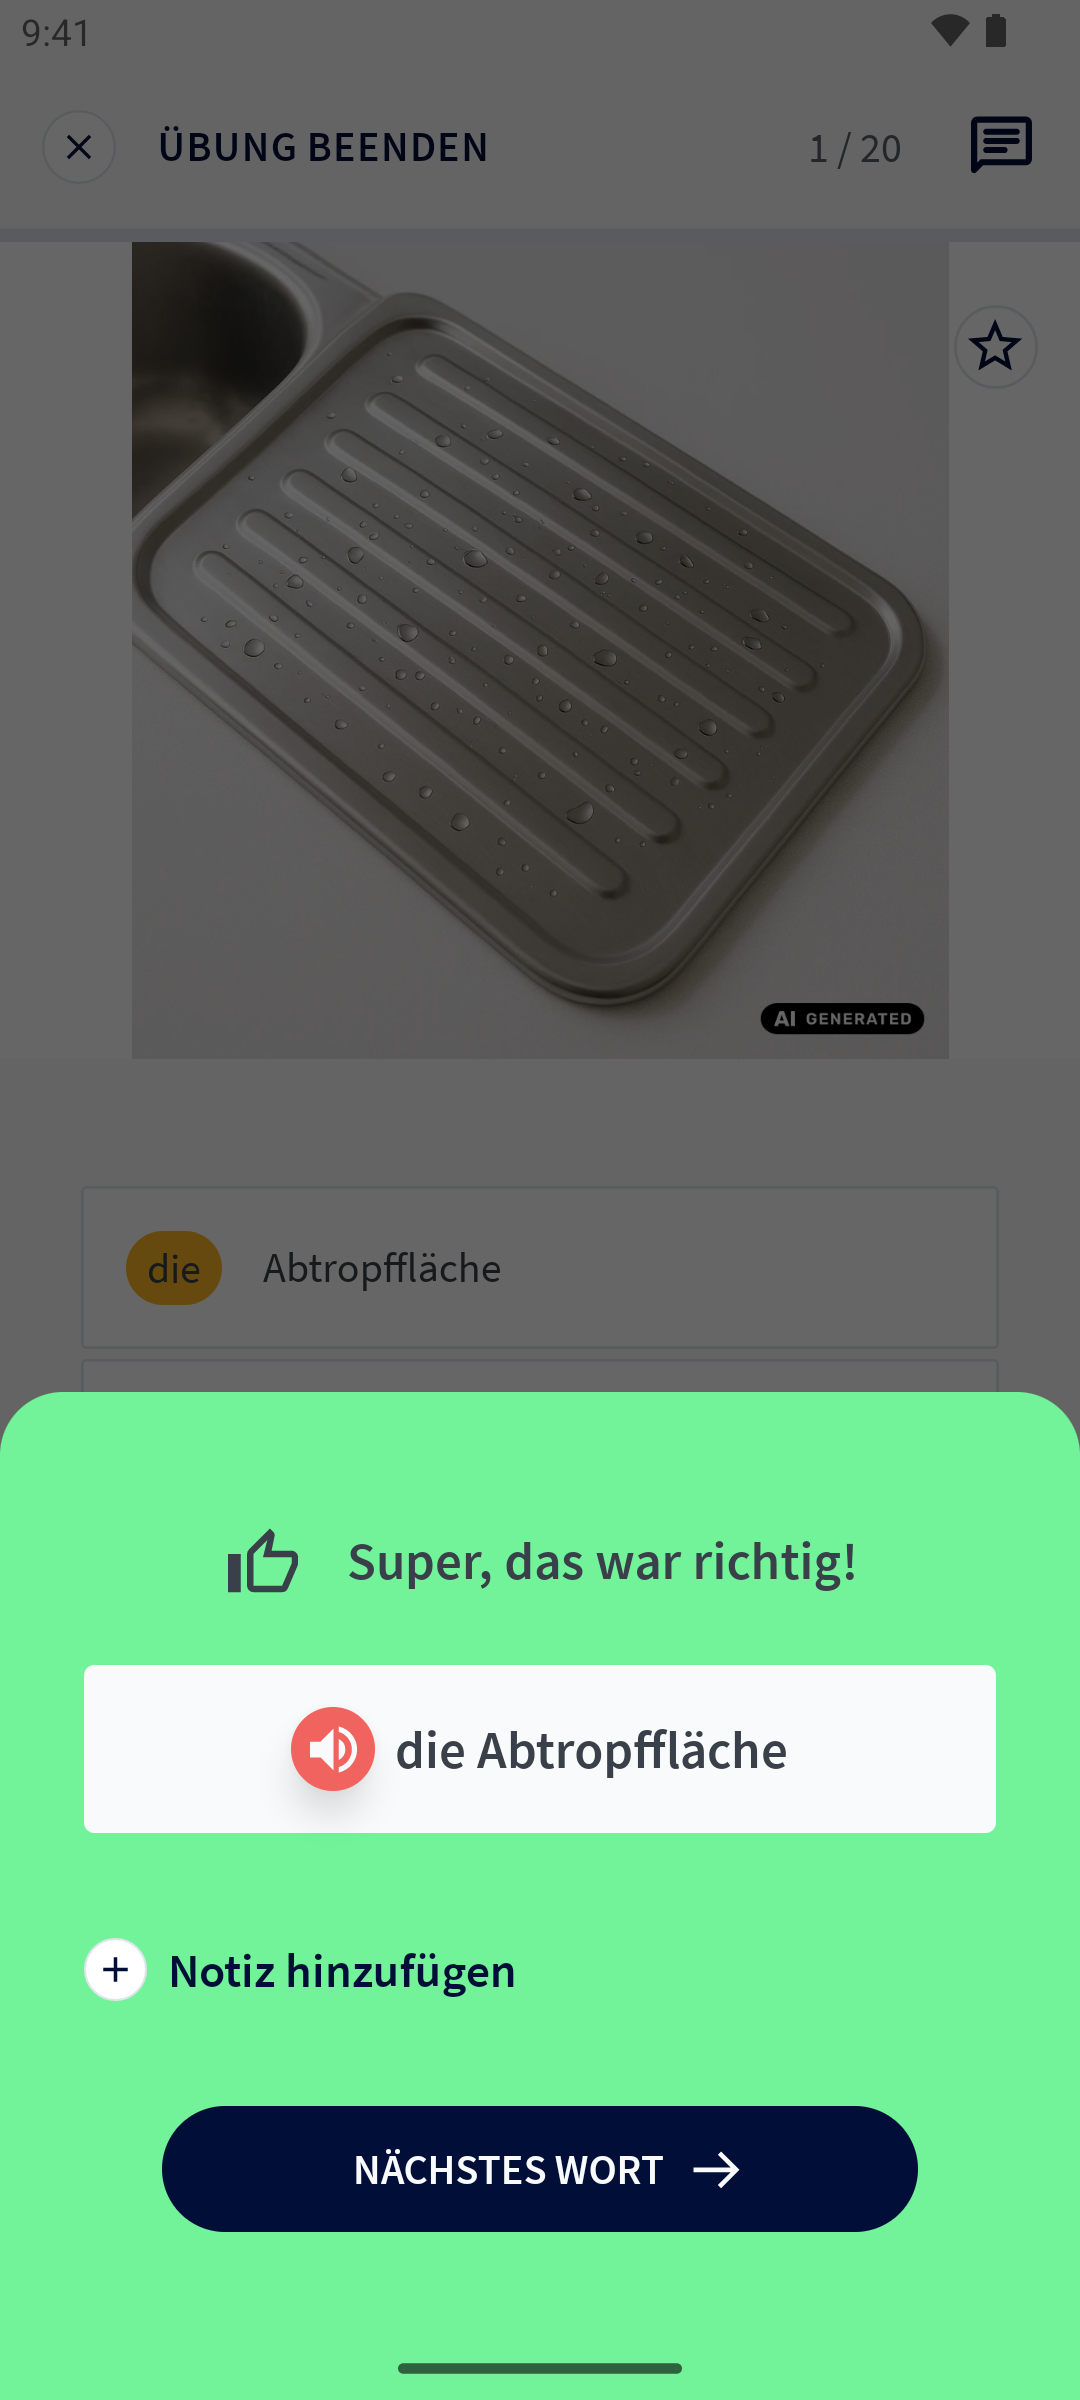 9:41
ÜBUNG BEENDEN
1 / 20
AI GENERATED
die Abtropffläche
Super, das war richtig!
die Abtropffläche
Notiz hinzufügen
NÄCHSTES WORT